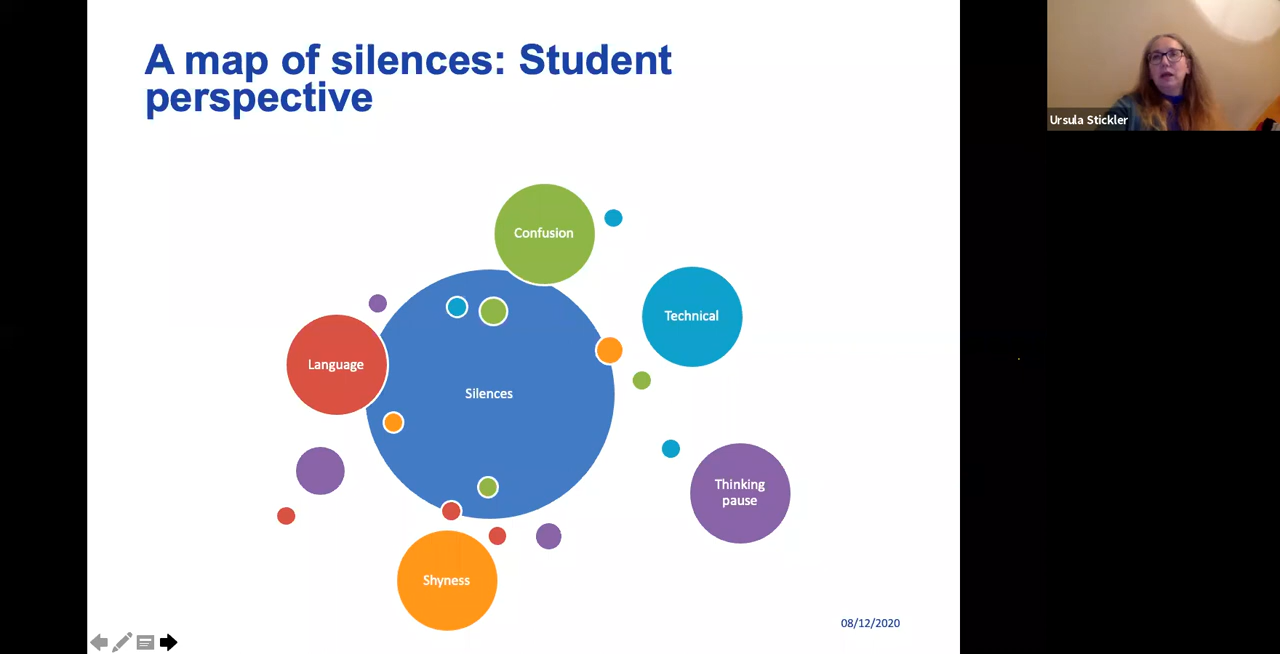 A map of silences: Student
perspective
Ursula Stickler
Confusion
Technical
Language
Silences
Thinking
pause
Shyness
08/12/2020